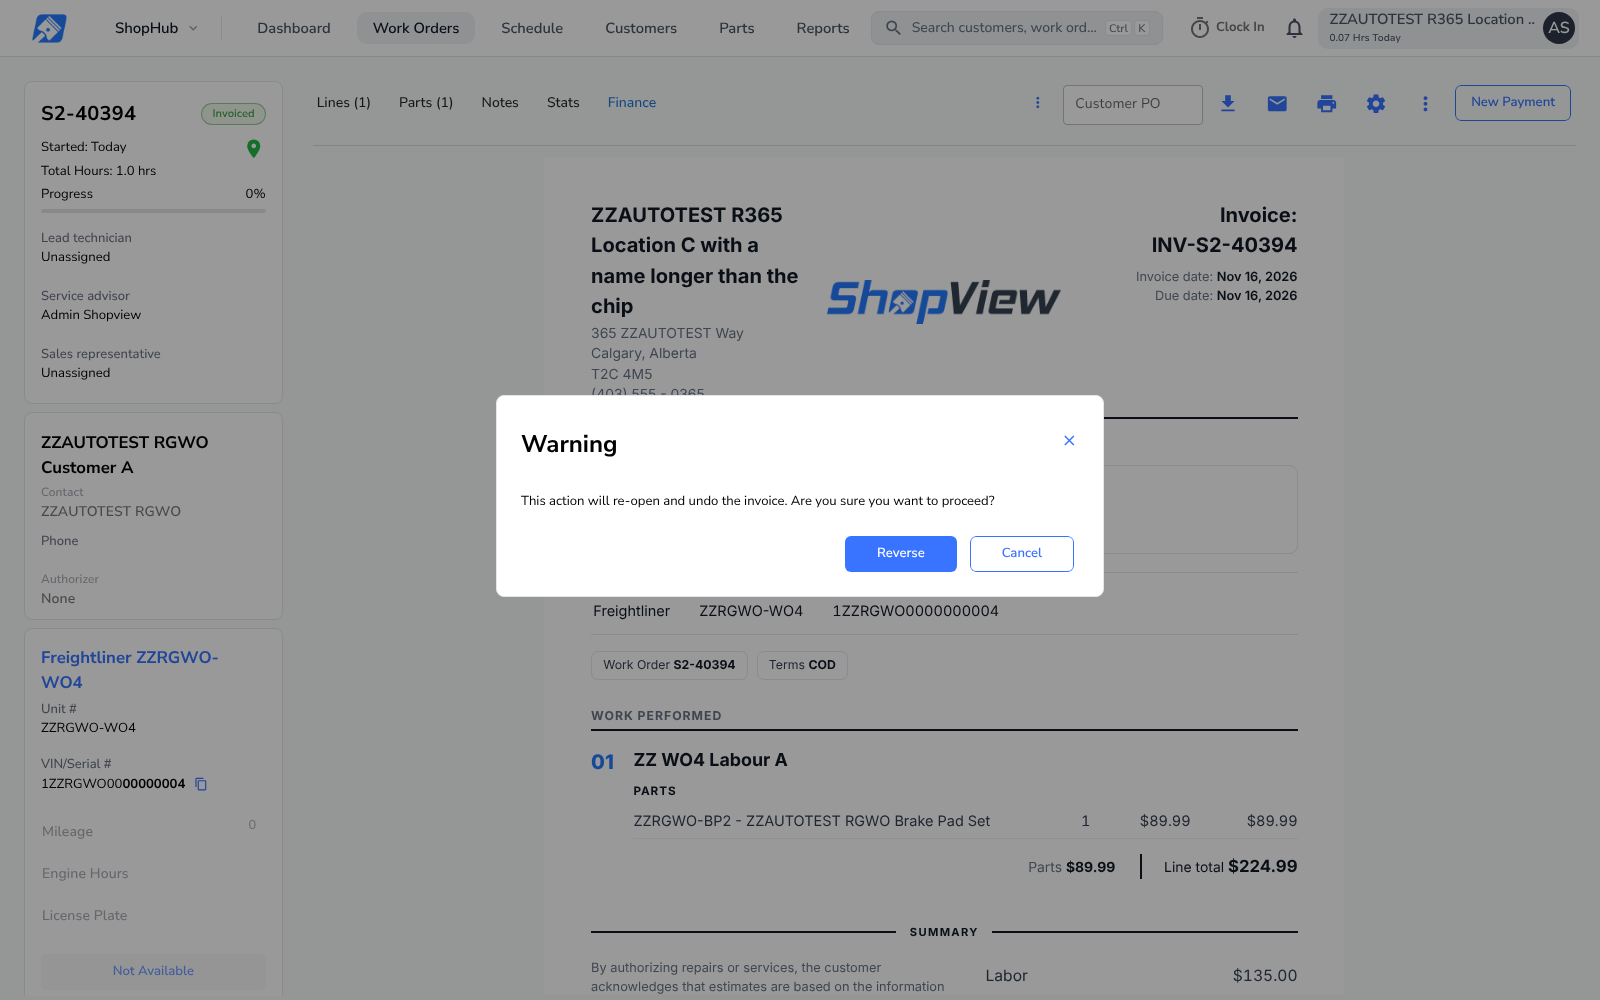 ShopHub
Dashboard
Work Orders
Schedule
Customers
Parts
Reports
Search customers, work ord...
Ctrl
K
Clock In
ZZAUTOTEST R365 Location ..
0.07 Hrs Today
AS
S2-40394
Invoiced
Started: Today
Total Hours: 1.0 hrs
Progress
0%
Lead technician
Unassigned
Service advisor
Admin Shopview
Sales representative
Unassigned
ZZAUTOTEST RGWO
Customer A
Contact
ZZAUTOTEST RGWO
Phone
Authorizer
None
Freightliner ZZRGWO-
WO4
Unit #
ZZRGWO-WO4
VIN/Serial #
1ZZRGWO0000000004
Mileage
0
Engine Hours
License Plate
Not Available
Lines (1)
Parts (1)
Notes
Stats
Finance
Customer PO
New Payment
ZZAUTOTEST R365
Location C with a
name longer than the
chip
365 ZZAUTOTEST Way
Calgary, Alberta
T2C 4M5
(403) 555 - 0365
ShopView
Invoice:
INV-S2-40394
Invoice date: Nov 16, 2026
Due date: Nov 16, 2026
Warning
This action will re-open and undo the invoice. Are you sure you want to proceed?
Reverse
Cancel
Freightliner
ZZRGWO-WO4
1ZZRGWO0000000004
Work Order S2-40394
Terms COD
WORK PERFORMED
01
ZZ WO4 Labour A
PARTS
ZZRGWO-BP2 - ZZAUTOTEST RGWO Brake Pad Set
1
$89.99
$89.99
Parts $89.99
Line total $224.99
SUMMARY
By authorizing repairs or services, the customer
acknowledges that estimates are based on the information
Labor
$135.00